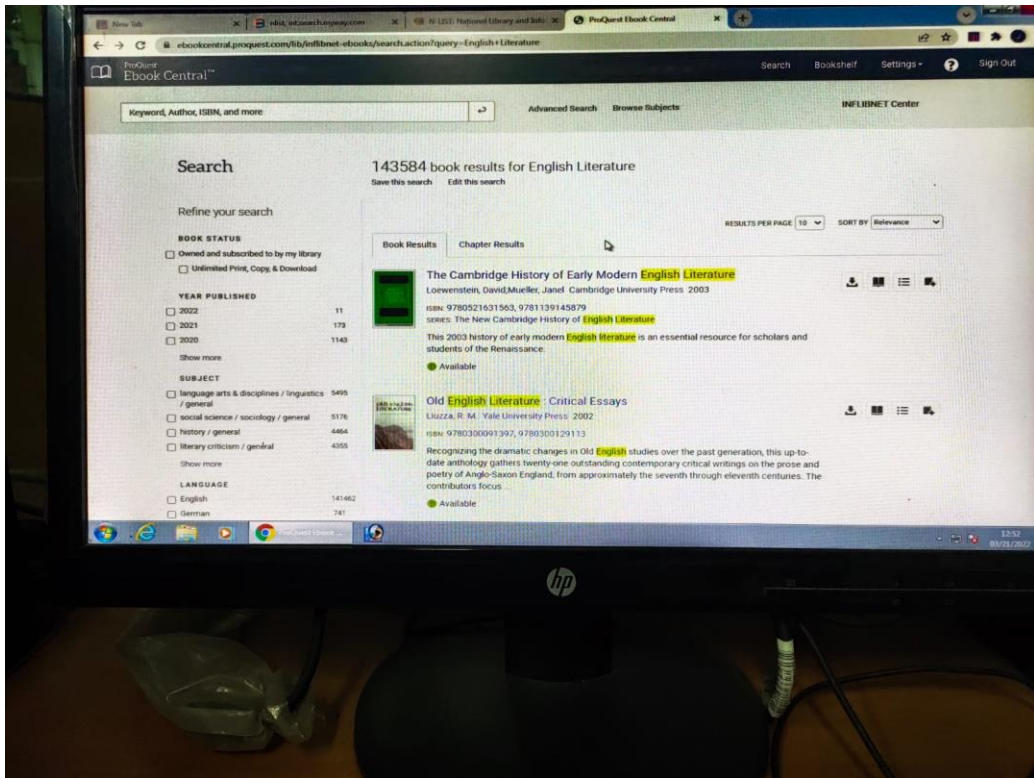 New Tab
N-LIST: National Library and Info
ProQuest Ebook Central
ebookcentral.proquest.com/lib/inflibnet-ebooks/search.action?query=English+Literature
ProQuest
Ebook Central™
Search Bookshelf Settings ? Sign Out
Keyword, Author, ISBN, and more
Advanced Search Browse Subjects
INFLIBNET Center
Search
143584 book results for English Literature
Save this search Edit this search
Refine your search
RESULTS PER PAGE 10 SORT BY Relevance
BOOK STATUS
Owned and subscribed to by my library
Unlimited Print, Copy, & Download
Book Results Chapter Results
YEAR PUBLISHED
2022 11
2021 173
2020 1143
Show more
SUBJECT
language arts & disciplines / linguistics / general 5495
social science / sociology / general 5176
history / general 4464
literary criticism / general 4355
Show more
LANGUAGE
English 141462
German 741
The Cambridge History of Early Modern English Literature
Loewenstein, David,Mueller, Janel Cambridge University Press 2003
ISBN: 9780521631563, 9781139145879
SERIES: The New Cambridge History of English Literature
This 2003 history of early modern English literature is an essential resource for scholars and
students of the Renaissance.
Available
Old English Literature : Critical Essays
Liuzza, R. M. Yale University Press 2002
ISBN: 9780300091397, 9780300129113
Recognizing the dramatic changes in Old English studies over the past generation, this up-to-
date anthology gathers twenty-one outstanding contemporary critical writings on the prose and
poetry of Anglo-Saxon England, from approximately the seventh through eleventh centuries. The
contributors focus ...
Available
12:52
03/21/2022
hp